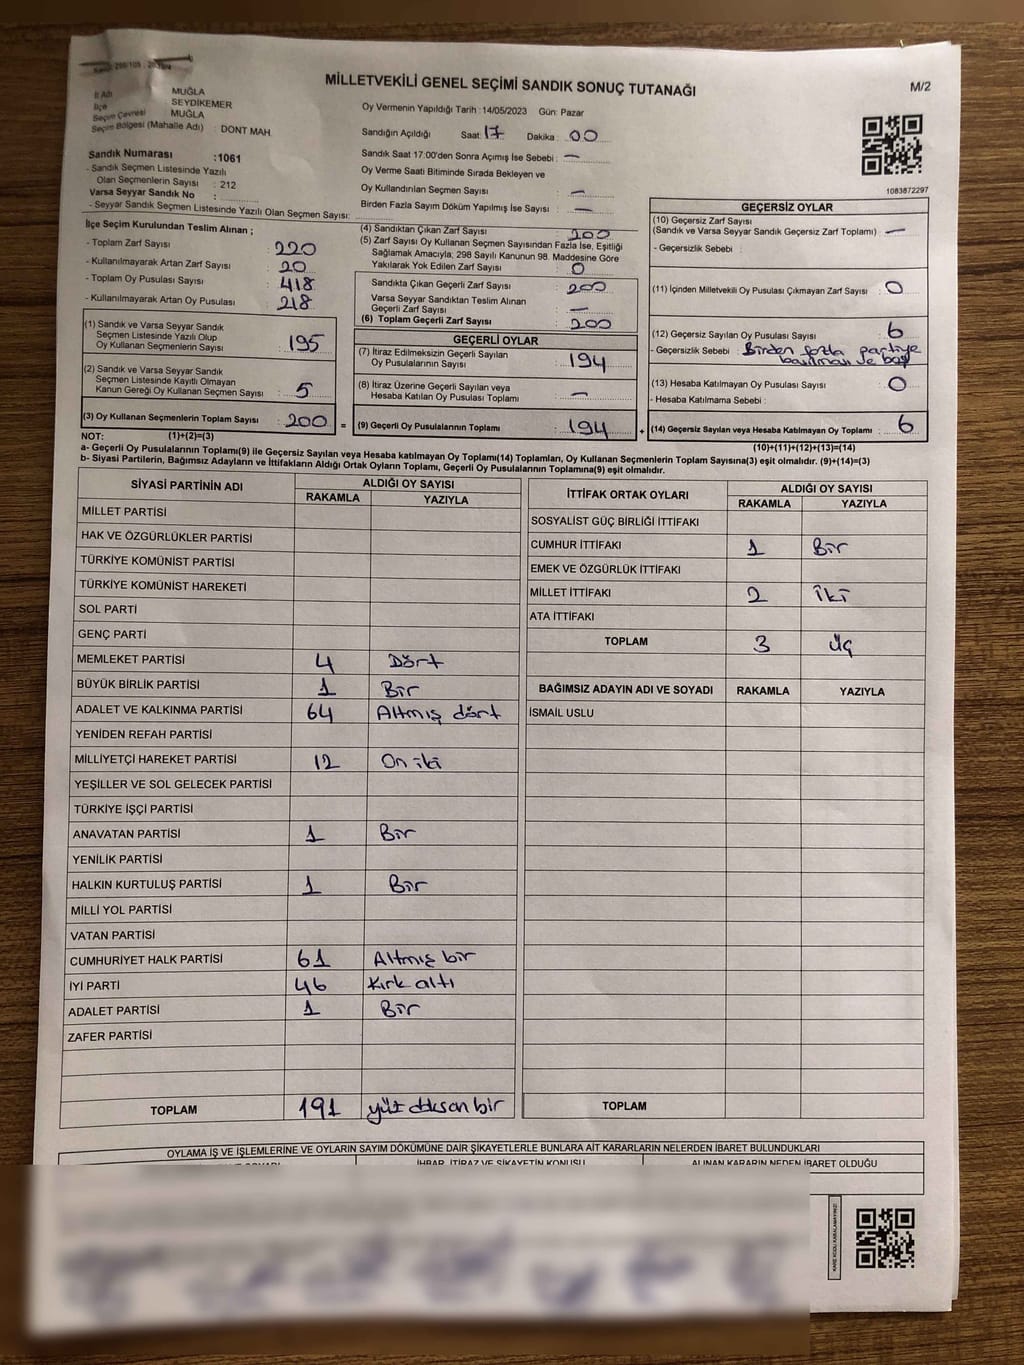 MİLLETVEKİLİ GENEL SEÇİMİ SANDIK SONUÇ TUTANAĞI
M/2
İl Adı MUĞLA
İlçe SEYDİKEMER
Seçim Çevresi MUĞLA
Seçim Bölgesi (Mahalle Adı) : DONT MAH.
Oy Vermenin Yapıldığı Tarih : 14/05/2023 Gün: Pazar
Sandığın Açıldığı Saat: 17 Dakika : 00
Sandık Numarası : 1061
- Sandık Seçmen Listesinde Yazılı
Olan Seçmenlerin Sayısı : 212
Varsa Seyyar Sandık No :
- Seyyar Sandık Seçmen Listesinde Yazılı Olan Seçmen Sayısı:
Sandık Saat 17:00'den Sonra Açımış İse Sebebi : —
Oy Verme Saati Bitiminde Sırada Bekleyen ve
Oy Kullandırılan Seçmen Sayısı : —
Birden Fazla Sayım Döküm Yapılmış İse Sayısı : —
1083872297
İlçe Seçim Kurulundan Teslim Alınan ;
- Toplam Zarf Sayısı : 220
- Kullanılmayarak Artan Zarf Sayısı : 20
- Toplam Oy Pusulası Sayısı : 418
- Kullanılmayarak Artan Oy Pusulası : 218
(1) Sandık ve Varsa Seyyar Sandık
Seçmen Listesinde Yazılı Olup
Oy Kullanan Seçmenlerin Sayısı : 195
(2) Sandık ve Varsa Seyyar Sandık
Seçmen Listesinde Kayıtlı Olmayan
Kanun Gereği Oy Kullanan Seçmen Sayısı : 5
(3) Oy Kullanan Seçmenlerin Toplam Sayısı : 200 =
(4) Sandıktan Çıkan Zarf Sayısı : 200
(5) Zarf Sayısı Oy Kullanan Seçmen Sayısından Fazla İse, Eşitliği
Sağlamak Amacıyla; 298 Sayılı Kanunun 98. Maddesine Göre
Yakılarak Yok Edilen Zarf Sayısı : 0
Sandıkta Çıkan Geçerli Zarf Sayısı : 200
Varsa Seyyar Sandıktan Teslim Alınan
Geçerli Zarf Sayısı : —
(6) Toplam Geçerli Zarf Sayısı : 200
GEÇERLİ OYLAR
(7) İtiraz Edilmeksizin Geçerli Sayılan
Oy Pusulalarının Sayısı : 194
(8) İtiraz Üzerine Geçerli Sayılan veya
Hesaba Katılan Oy Pusulası Toplamı : —
(9) Geçerli Oy Pusulalarının Toplamı : 194 +
GEÇERSİZ OYLAR
(10) Geçersiz Zarf Sayısı
(Sandık ve Varsa Seyyar Sandık Geçersiz Zarf Toplamı) : —
- Geçersizlik Sebebi :
(11) İçinden Milletvekili Oy Pusulası Çıkmayan Zarf Sayısı : 0
(12) Geçersiz Sayılan Oy Pusulası Sayısı : 6
- Geçersizlik Sebebi : Birden fazla partiye
(13) Hesaba Katılmayan Oy Pusulası Sayısı : 0
- Hesaba Katılmama Sebebi :
(14) Geçersiz Sayılan veya Hesaba Katılmayan Oy Toplamı : 6
NOT: (1)+(2)=(3)
(10)+(11)+(12)+(13)=(14)
a- Geçerli Oy Pusulalarının Toplamı(9) ile Geçersiz Sayılan veya Hesaba Katılmayan Oy Toplamı(14) Toplamları, Oy Kullanan Seçmenlerin Toplam Sayısına(3) eşit olmalıdır. (9)+(14)=(3)
b- Siyasi Partilerin, Bağımsız Adayların ve İttifakların Aldığı Ortak Oyların Toplamı, Geçerli Oy Pusulalarının Toplamına(9) eşit olmalıdır.
SİYASİ PARTİNİN ADI ALDIĞI OY SAYISI
RAKAMLA YAZIYLA
MİLLET PARTİSİ
HAK VE ÖZGÜRLÜKLER PARTİSİ
TÜRKİYE KOMÜNİST PARTİSİ
TÜRKİYE KOMÜNİST HAREKETİ
SOL PARTİ
GENÇ PARTİ
MEMLEKET PARTİSİ 4 Dört
BÜYÜK BİRLİK PARTİSİ 1 Bir
ADALET VE KALKINMA PARTİSİ 64 Altmış dört
YENİDEN REFAH PARTİSİ
MİLLİYETÇİ HAREKET PARTİSİ 12 On iki
YEŞİLLER VE SOL GELECEK PARTİSİ
TÜRKİYE İŞÇİ PARTİSİ
ANAVATAN PARTİSİ 1 Bir
YENİLİK PARTİSİ
HALKIN KURTULUŞ PARTİSİ 1 Bir
MİLLİ YOL PARTİSİ
VATAN PARTİSİ
CUMHURİYET HALK PARTİSİ 61 Altmış bir
İYİ PARTİ 46 Kırk altı
ADALET PARTİSİ 1 Bir
ZAFER PARTİSİ
TOPLAM 191 yüz doksan bir
İTTİFAK ORTAK OYLARI ALDIĞI OY SAYISI
RAKAMLA YAZIYLA
SOSYALİST GÜÇ BİRLİĞİ İTTİFAKI
CUMHUR İTTİFAKI 1 Bir
EMEK VE ÖZGÜRLÜK İTTİFAKI
MİLLET İTTİFAKI 2 İki
ATA İTTİFAKI
TOPLAM 3 Üç
BAĞIMSIZ ADAYIN ADI VE SOYADI RAKAMLA YAZIYLA
İSMAİL USLU
TOPLAM
OYLAMA İŞ VE İŞLEMLERİNE VE OYLARIN SAYIM DÖKÜMÜNE DAİR ŞİKAYETLERLE BUNLARA AİT KARARLARIN NELERDEN İBARET BULUNDUKLARI
İHBAR, İTİRAZ VE ŞİKAYETİN KONUSU
ALINAN KARARIN NEDEN İBARET OLDUĞU
KARE KODU KARALAMAYINIZ!